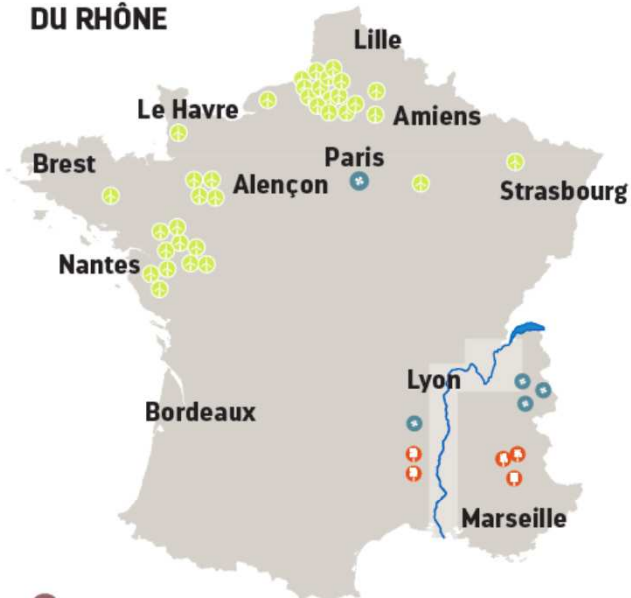 DU RHÔNE
Lille
Le Havre
Amiens
Brest
Paris
Alençon
Strasbourg
Nantes
Lyon
Bordeaux
Marseille